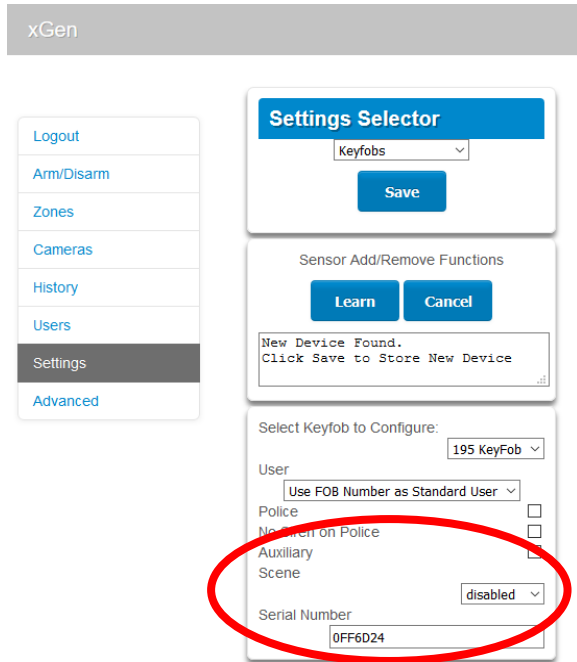 xGen
Logout
Arm/Disarm
Zones
Cameras
History
Users
Settings
Advanced
Settings Selector
Keyfobs
Save
Sensor Add/Remove Functions
Learn Cancel
New Device Found.
Click Save to Store New Device
Select Keyfob to Configure:
195 KeyFob
User
Use FOB Number as Standard User
Police
No Siren on Police
Auxiliary
Scene
disabled
Serial Number
0FF6D24